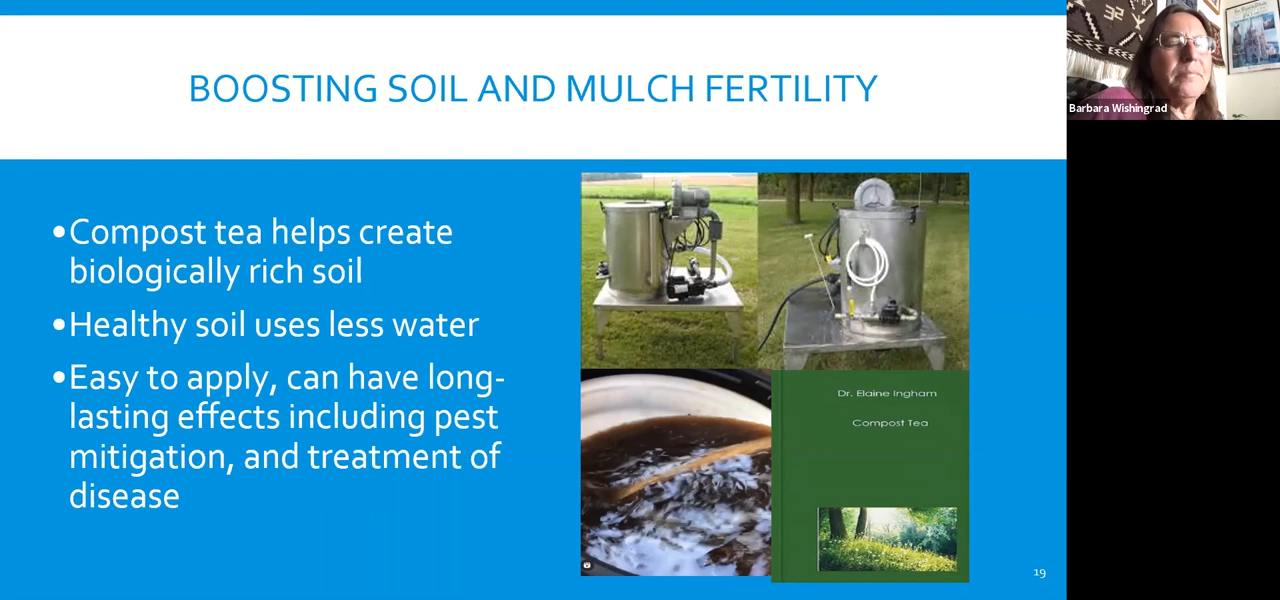 BOOSTING SOIL AND MULCH FERTILITY
•Compost tea helps create
biologically rich soil
•Healthy soil uses less water
•Easy to apply, can have long-
lasting effects including pest
mitigation, and treatment of
disease
Dr. Elaine Ingham
Compost Tea
19
Barbara Wishingrad